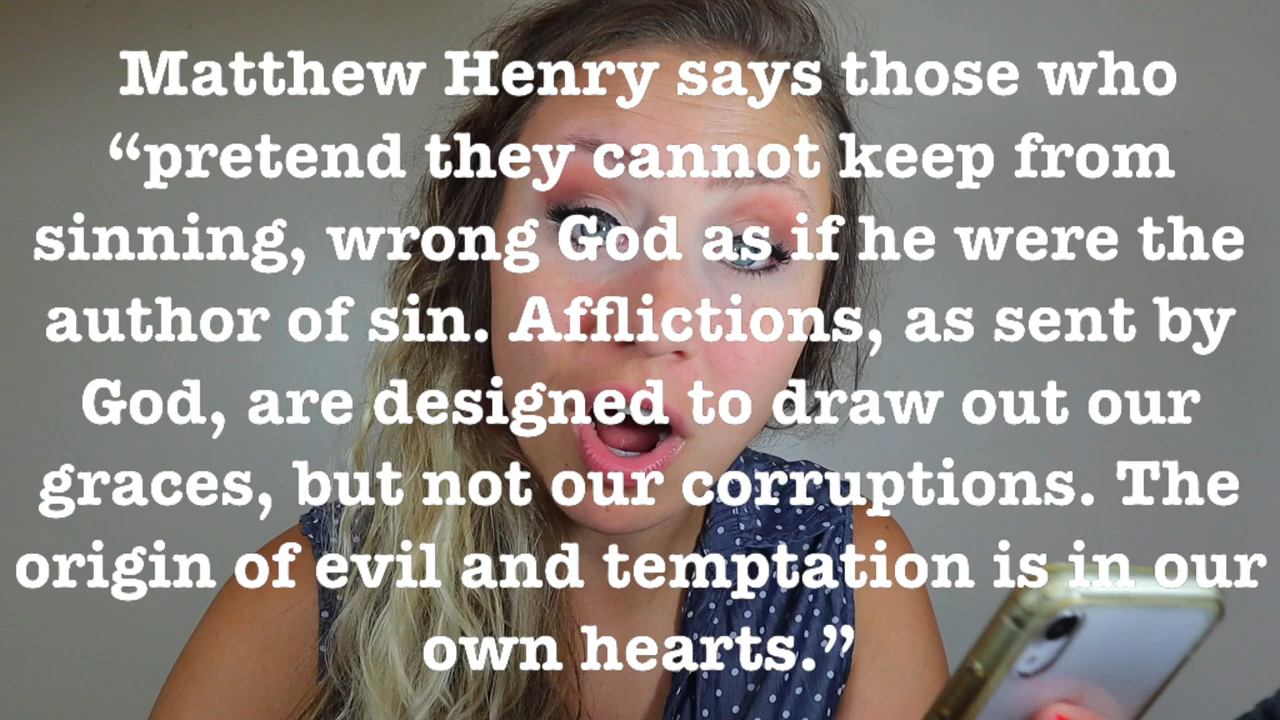 Matthew Henry says those who
“pretend they cannot keep from
sinning, wrong God as if he were the
author of sin. Afflictions, as sent by
God, are designed to draw out our
graces, but not our corruptions. The
origin of evil and temptation is in our
own hearts.”